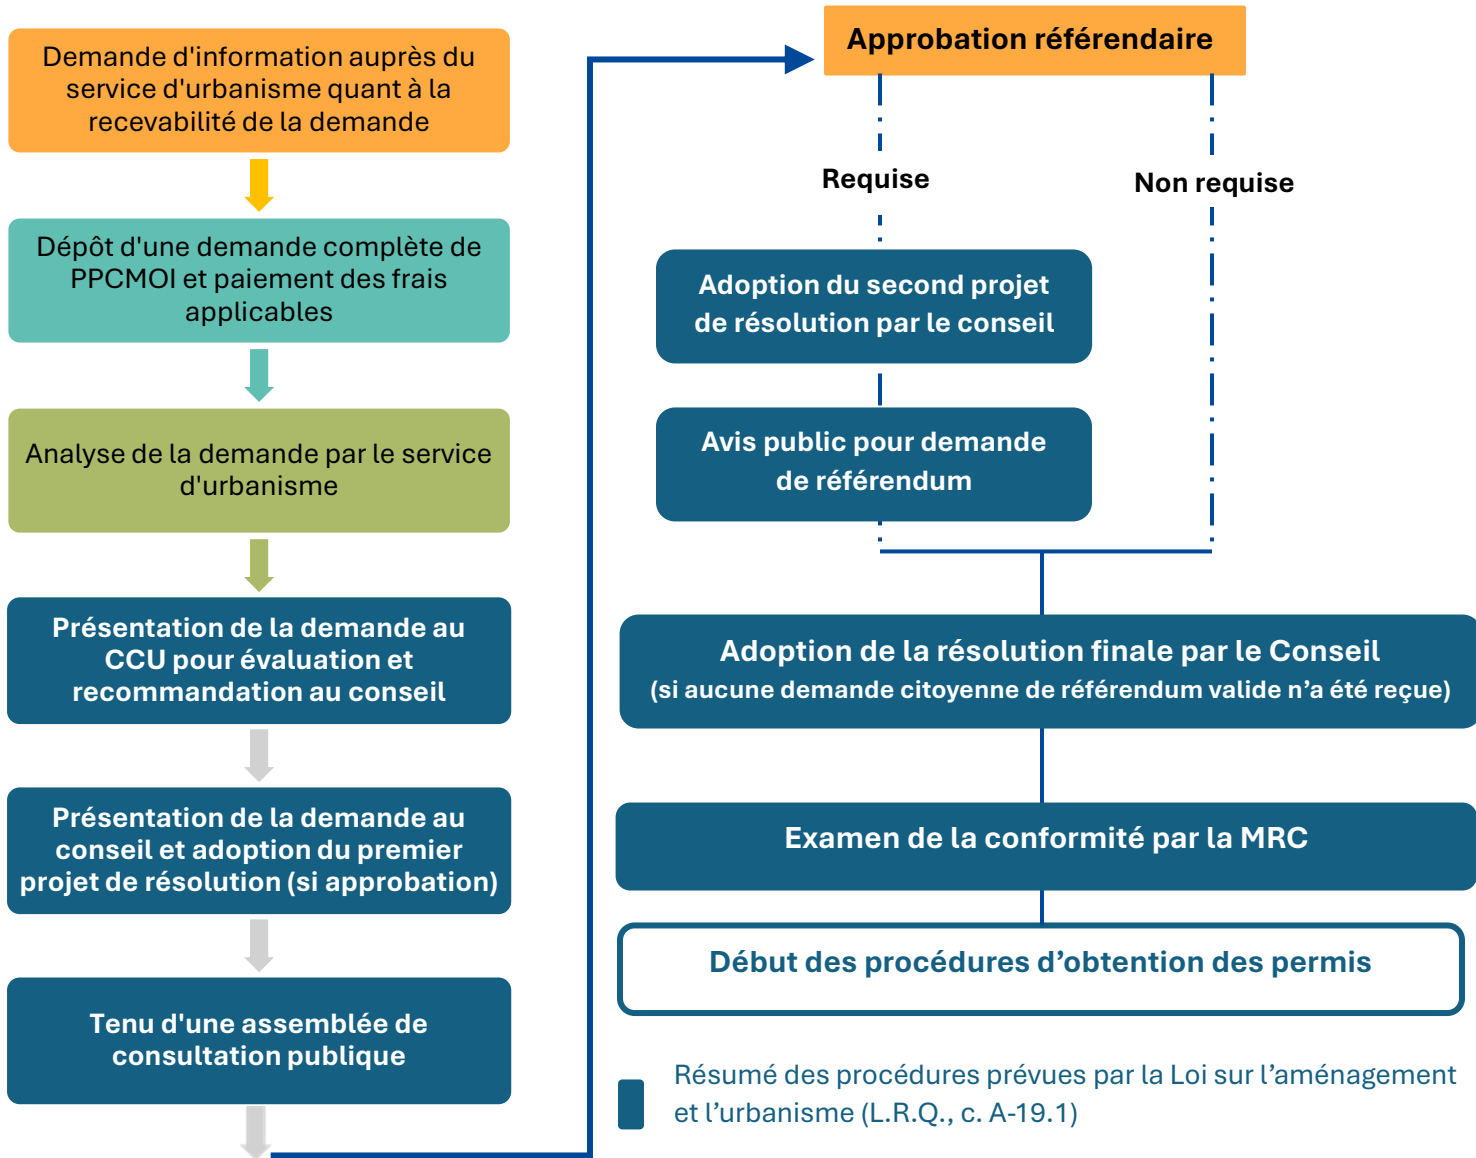 Demande d'information auprès du
service d'urbanisme quant à la
recevabilité de la demande
Dépôt d'une demande complète de
PPCMOI et paiement des frais
applicables
Analyse de la demande par le service
d'urbanisme
Présentation de la demande au
CCU pour évaluation et
recommandation au conseil
Présentation de la demande au
conseil et adoption du premier
projet de résolution (si approbation)
Tenu d'une assemblée de
consultation publique
Approbation référendaire
Requise
Non requise
Adoption du second projet
de résolution par le conseil
Avis public pour demande
de référendum
Adoption de la résolution finale par le Conseil
(si aucune demande citoyenne de référendum valide n’a été reçue)
Examen de la conformité par la MRC
Début des procédures d’obtention des permis
Résumé des procédures prévues par la Loi sur l’aménagement
et l’urbanisme (L.R.Q., c. A-19.1)